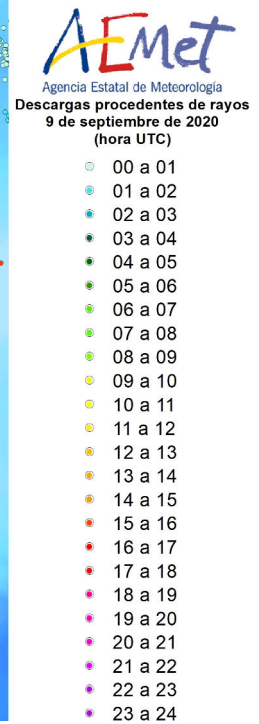 AEMet
Agencia Estatal de Meteorología
Descargas procedentes de rayos
9 de septiembre de 2020
(hora UTC)
00 a 01
01 a 02
02 a 03
03 a 04
04 a 05
05 a 06
06 a 07
07 a 08
08 a 09
09 a 10
10 a 11
11 a 12
12 a 13
13 a 14
14 a 15
15 a 16
16 a 17
17 a 18
18 a 19
19 a 20
20 a 21
21 a 22
22 a 23
23 a 24